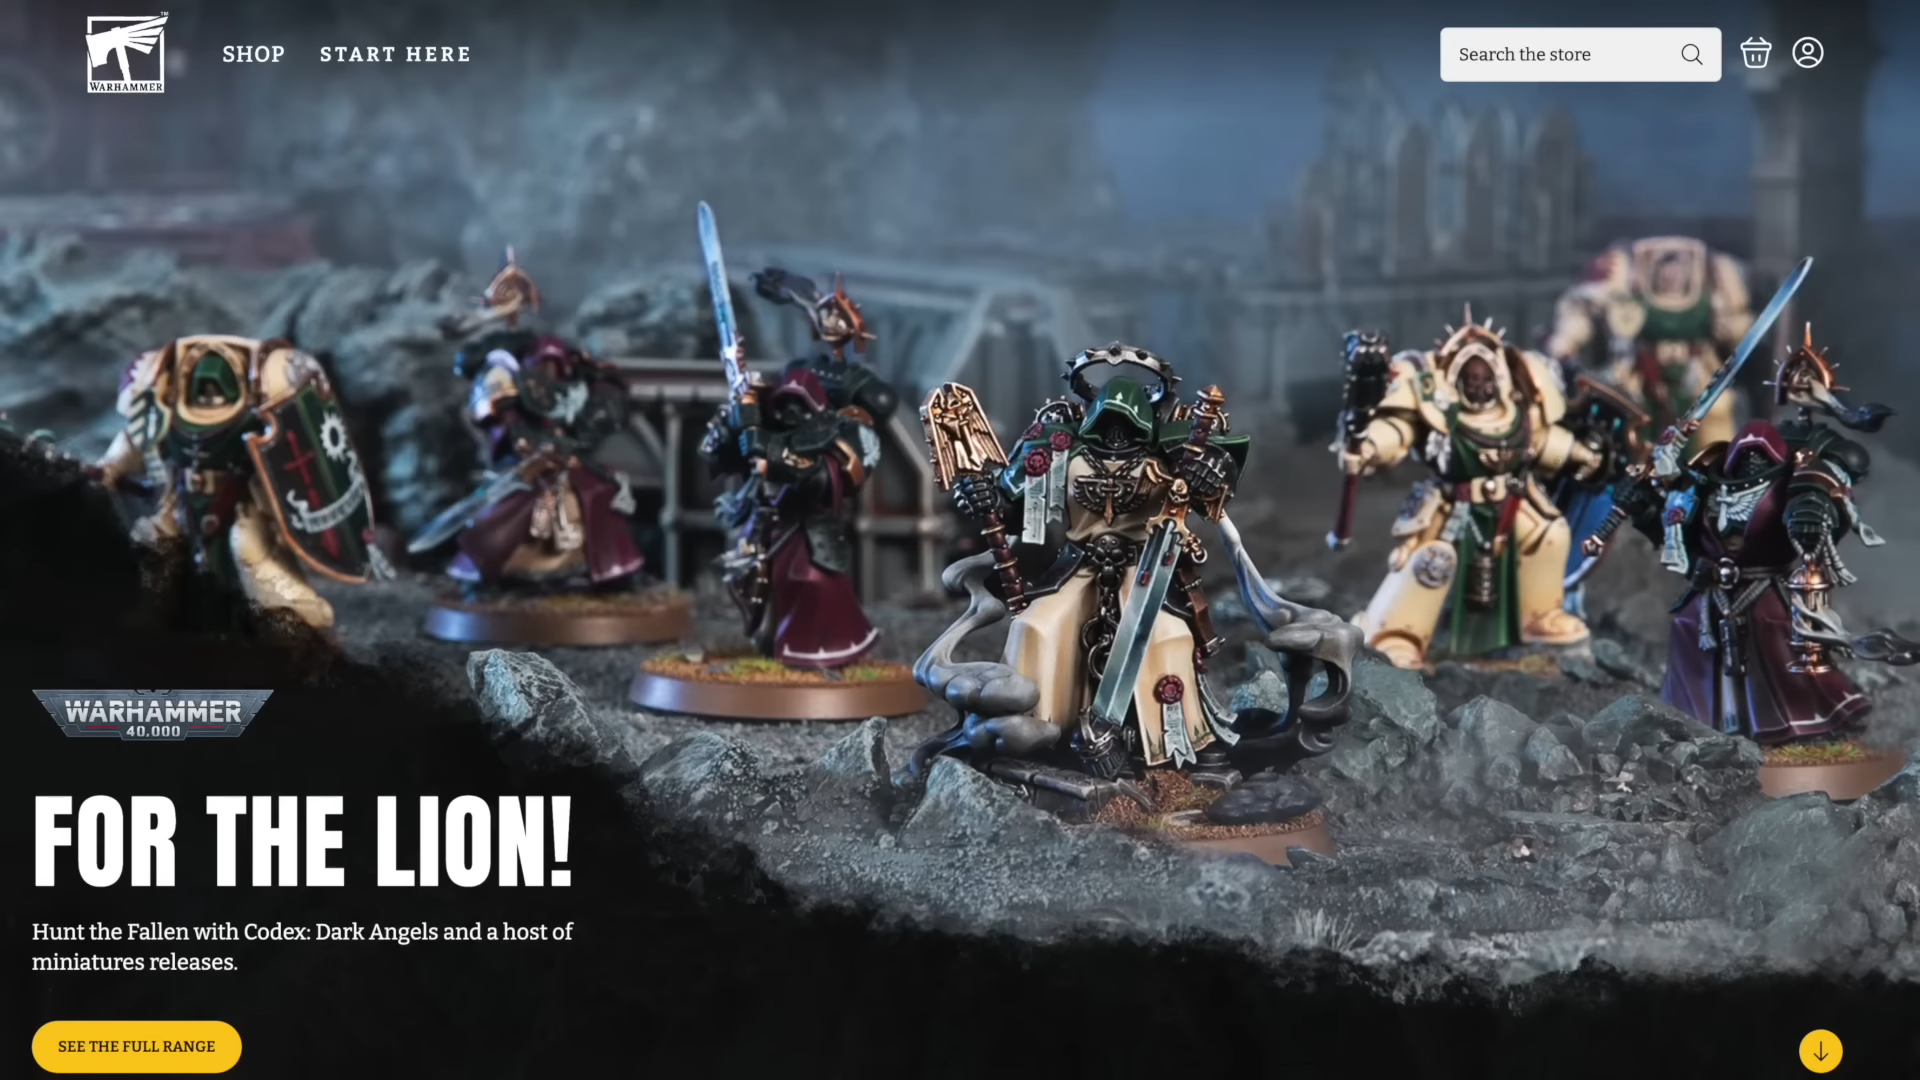 WARHAMMER
SHOP
START HERE
Search the store
WARHAMMER
40,000
FOR THE LION!
Hunt the Fallen with Codex: Dark Angels and a host of
miniatures releases.
SEE THE FULL RANGE